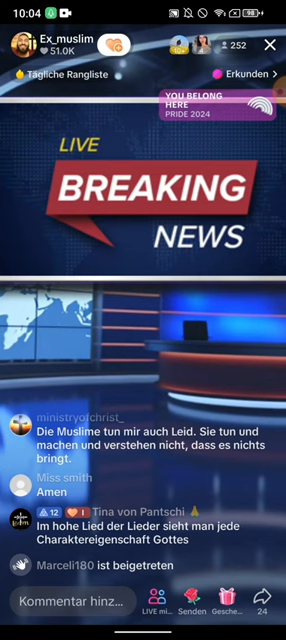 10:04
98
Ex_muslim
51.0K
10+
252
Tägliche Rangliste
Erkunden >
YOU BELONG
HERE
PRIDE 2024
LIVE
BREAKING
NEWS
ministryofchrist_
Die Muslime tun mir auch Leid. Sie tun und
machen und verstehen nicht, dass es nichts
bringt.
Miss smith
Amen
12 1 Tina von Pantschi
Im hohe Lied der Lieder sieht man jede
Charaktereigenschaft Gottes
Marceli180 ist beigetreten
Kommentar hinz...
LIVE mi...
Senden
Gesche...
24